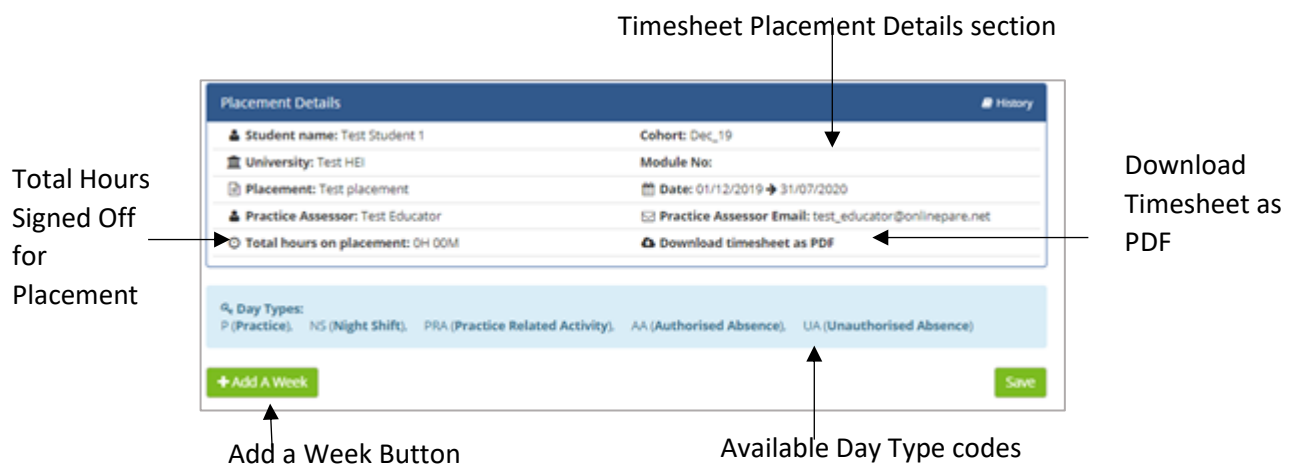 Timesheet Placement Details section
Placement Details
History
Student name: Test Student 1
Cohort: Dec_19
University: Test HEI
Module No:
Placement: Test placement
Date: 01/12/2019 → 31/07/2020
Practice Assessor: Test Educator
Practice Assessor Email: test_educator@onlinepare.net
Total hours on placement: 0H 00M
Download timesheet as PDF
Total Hours
Signed Off
for
Placement
Download
Timesheet as
PDF
Day Types:
P (Practice), NS (Night Shift), PRA (Practice Related Activity), AA (Authorised Absence), UA (Unauthorised Absence)
+ Add A Week
Save
Add a Week Button
Available Day Type codes